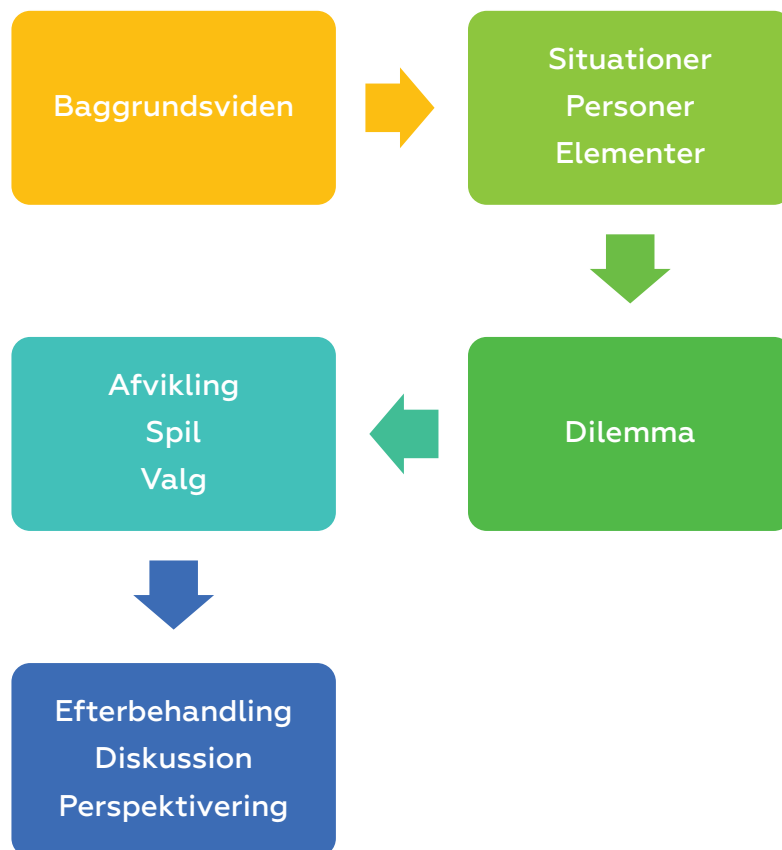 Baggrundsviden
Situationer
Personer
Elementer
Dilemma
Afvikling
Spil
Valg
Efterbehandling
Diskussion
Perspektivering